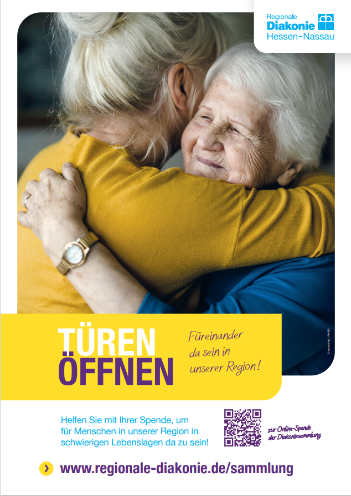 Regionale
Diakonie
Hessen-Nassau
TÜREN
ÖFFNEN
Füreinander
da sein in
unserer Region!
Helfen Sie mit Ihrer Spende, um
für Menschen in unserer Region in
schwierigen Lebenslagen da zu sein!
zur Online-Spende
der Diakoniesammlung
www.regionale-diakonie.de/sammlung